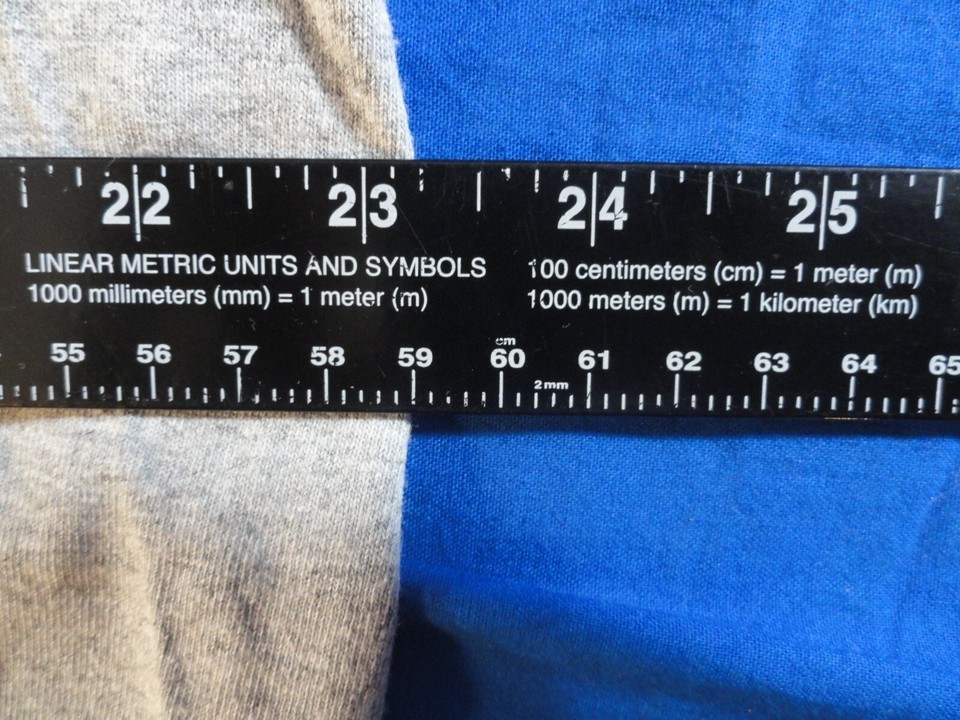 22 23 24 25
LINEAR METRIC UNITS AND SYMBOLS
1000 millimeters (mm) = 1 meter (m)
100 centimeters (cm) = 1 meter (m)
1000 meters (m) = 1 kilometer (km)
cm
55 56 57 58 59 60 61 62 63 64 65
2mm